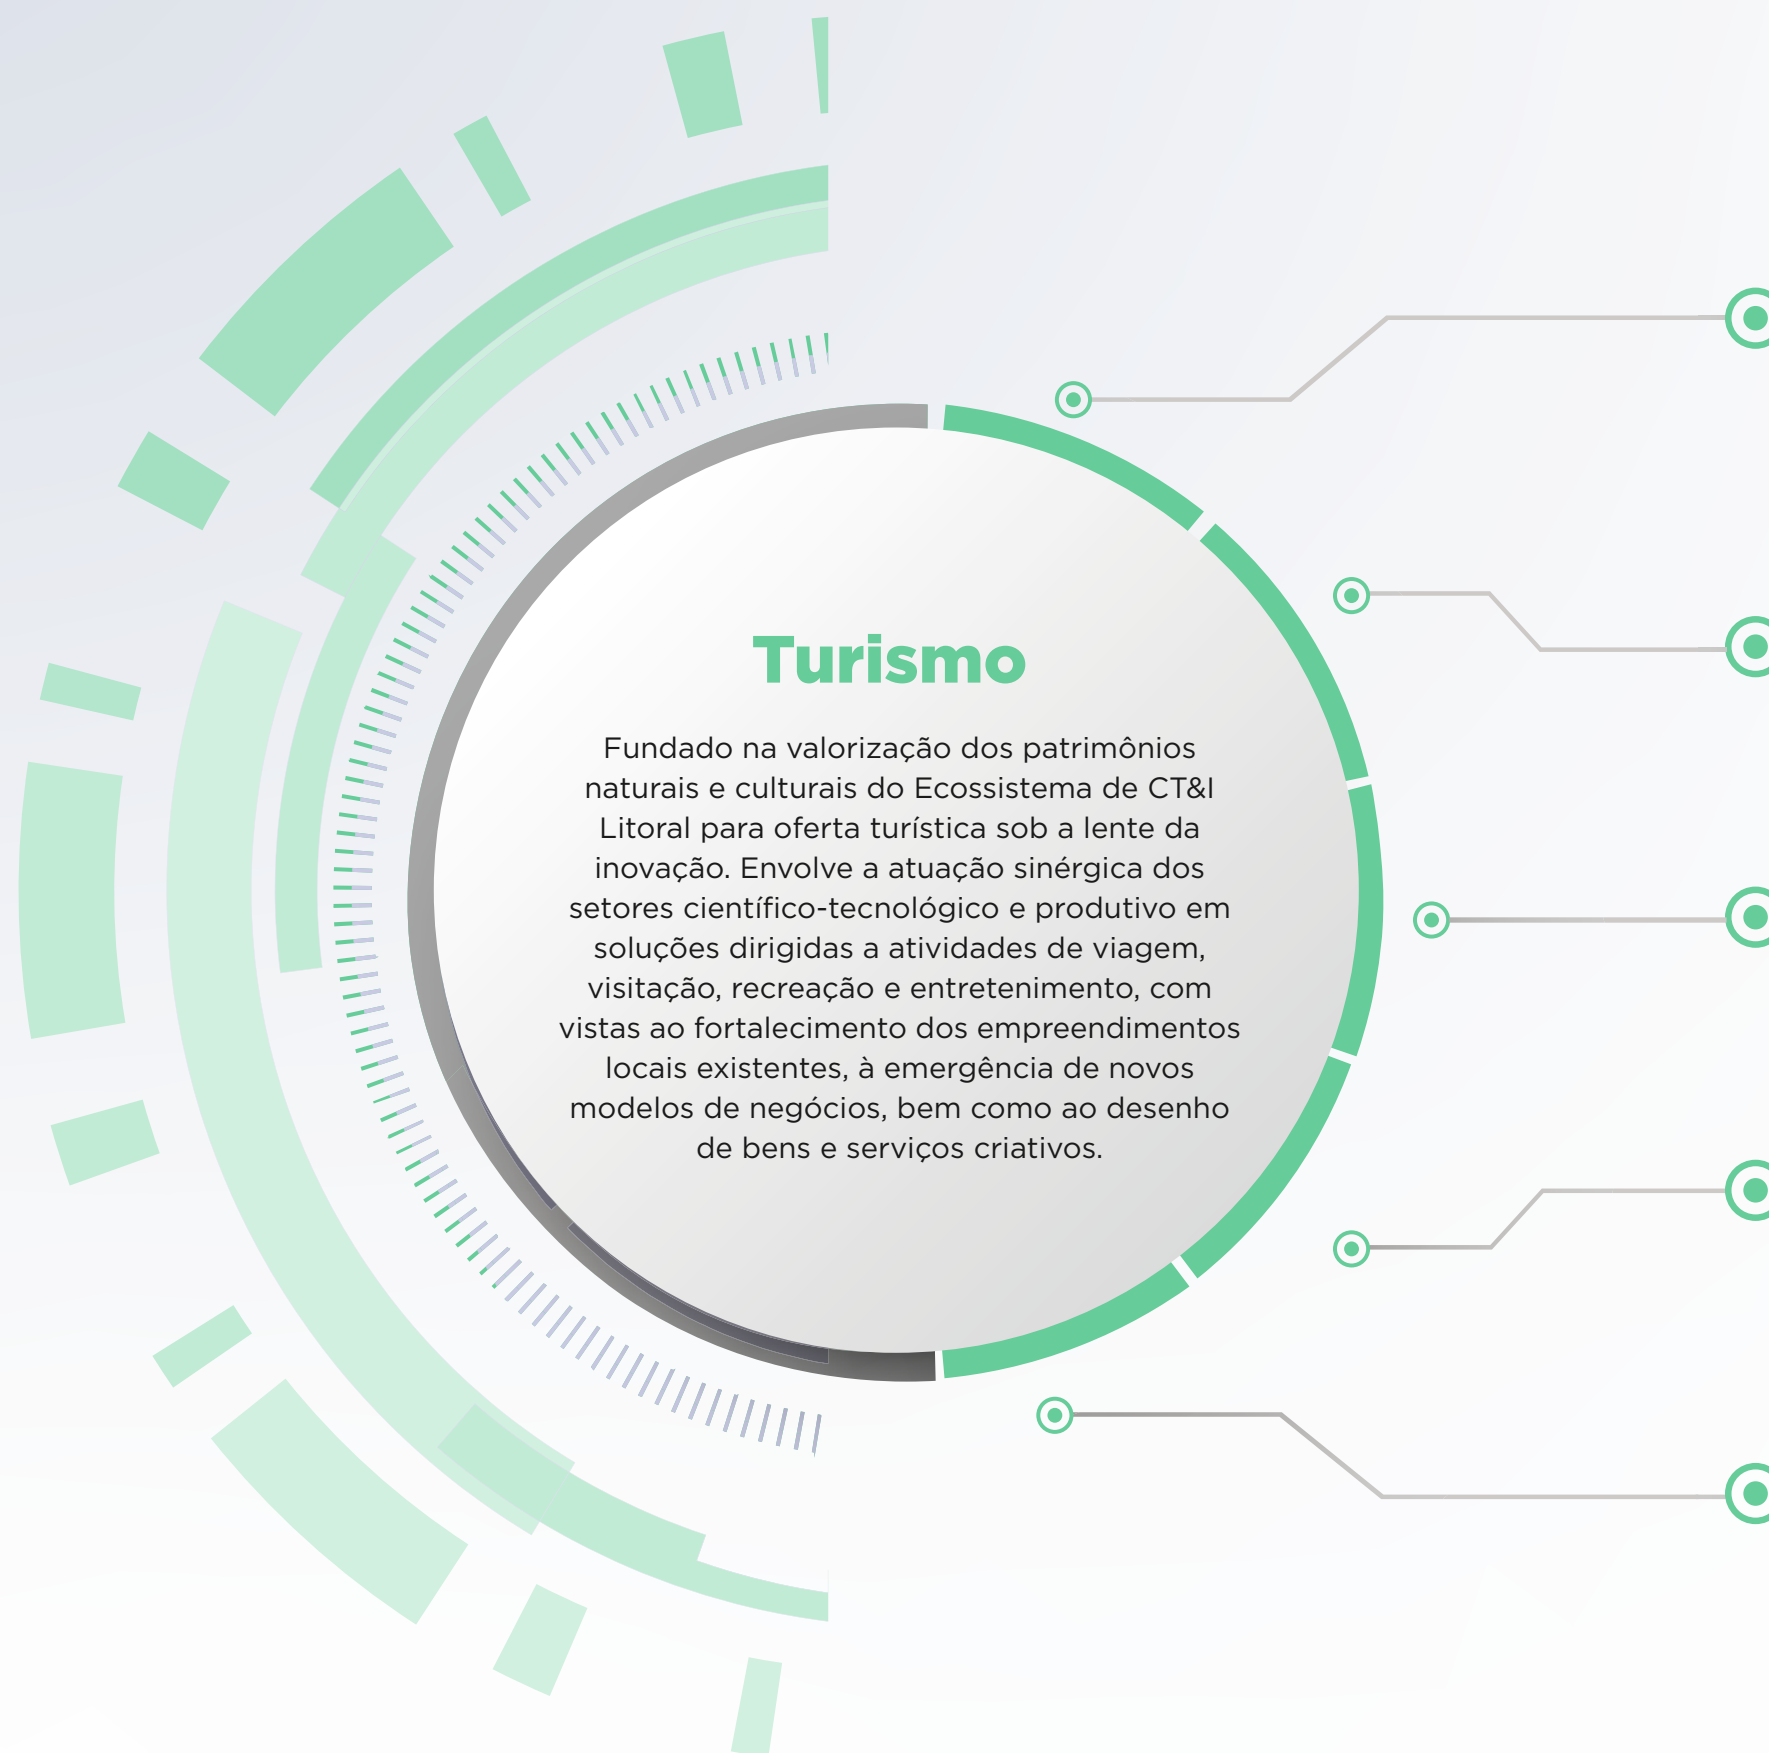 Turismo
Fundado na valorização dos patrimônios
naturais e culturais do Ecossistema de CT&I
Litoral para oferta turística sob a lente da
inovação. Envolve a atuação sinérgica dos
setores científico-tecnológico e produtivo em
soluções dirigidas a atividades de viagem,
visitação, recreação e entretenimento, com
vistas ao fortalecimento dos empreendimentos
locais existentes, à emergência de novos
modelos de negócios, bem como ao desenho
de bens e serviços criativos.